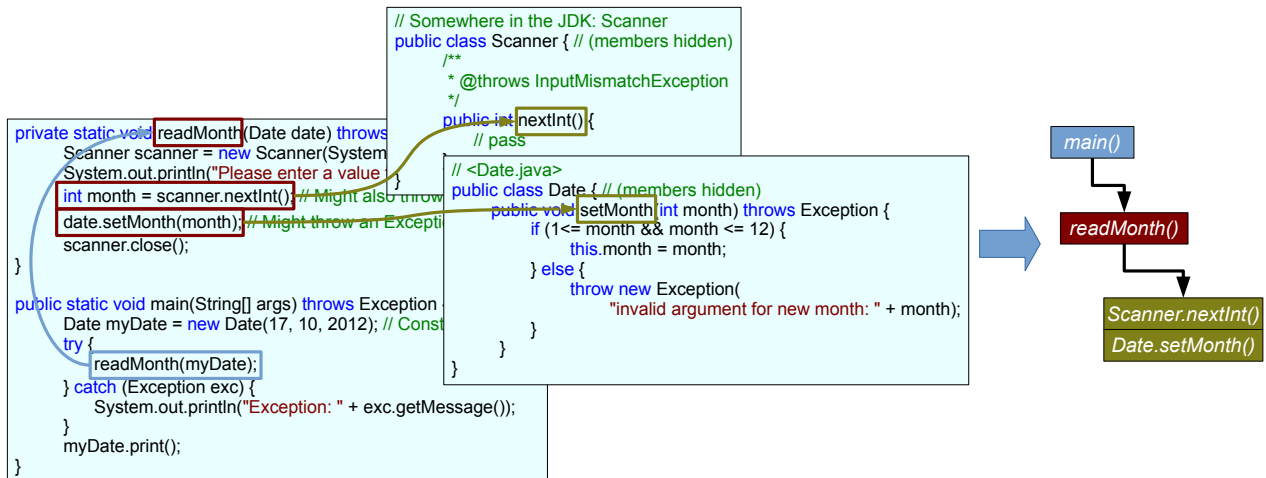 // Somewhere in the JDK: Scanner
public class Scanner { // (members hidden)
/**
* @throws InputMismatchException
*/
public int nextInt() {
// pass
}
private static void readMonth(Date date) throws
Scanner scanner = new Scanner(System
System.out.println("Please enter a value
int month = scanner.nextInt(); // Might also throw
date.setMonth(month); // Might throw an Excepti
scanner.close();
}
public static void main(String[] args) throws Exception {
Date myDate = new Date(17, 10, 2012); // Const
try {
readMonth(myDate);
} catch (Exception exc) {
System.out.println("Exception: " + exc.getMessage());
}
myDate.print();
}
// <Date.java>
public class Date { // (members hidden)
public void setMonth(int month) throws Exception {
if (1<= month && month <= 12) {
this.month = month;
} else {
throw new Exception(
"invalid argument for new month: " + month);
}
}
}
main()
readMonth()
Scanner.nextInt()
Date.setMonth()